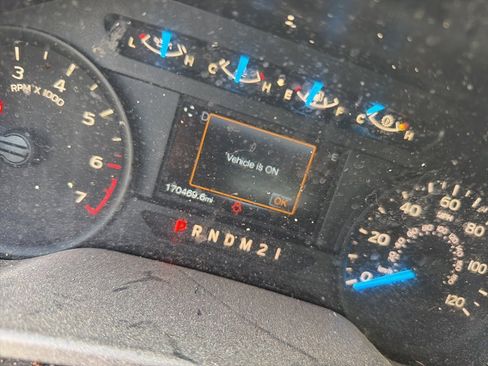 L H C H E F C H
3 4 5 6 7
RPM X 1000
Vehicle is ON
OK
170469.6mi
P R N D M 2 1
0 20 40 60 80 100 120